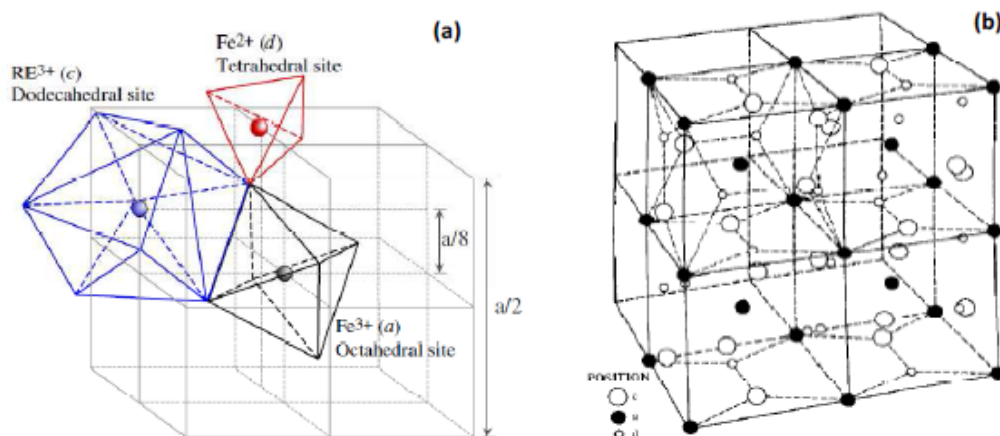 (a)
Fe2+ (d)
Tetrahedral site
RE3+ (c)
Dodecahedral site
a/8
a/2
Fe3+ (a)
Octahedral site
(b)
POSITION
c
a
d